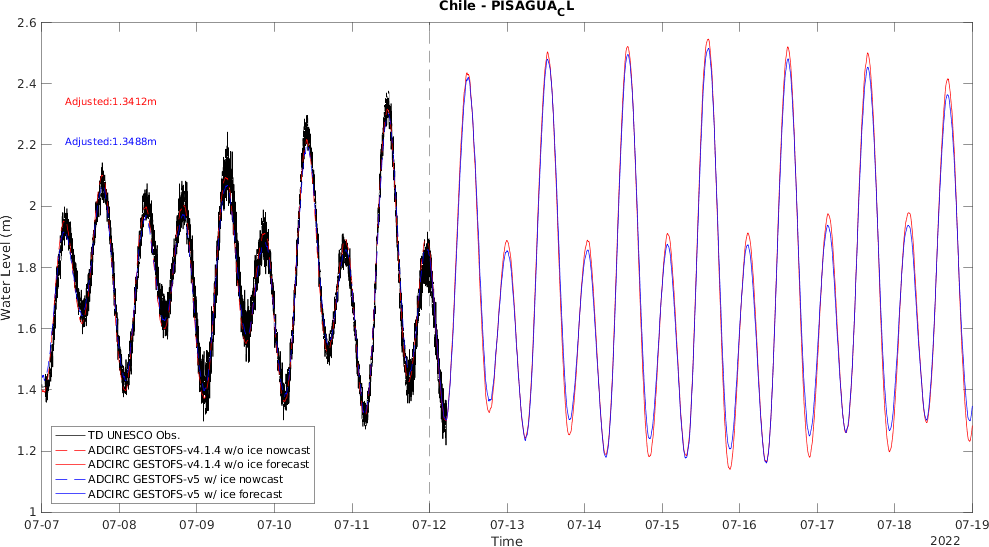 Chile - PISAGUA_CL
2.6
2.4
2.2
2
1.8
1.6
1.4
1.2
1
Water Level (m)
Adjusted:1.3412m
Adjusted:1.3488m
TD UNESCO Obs.
ADCIRC GESTOFS-v4.1.4 w/o ice nowcast
ADCIRC GESTOFS-v4.1.4 w/o ice forecast
ADCIRC GESTOFS-v5 w/ ice nowcast
ADCIRC GESTOFS-v5 w/ ice forecast
07-07 07-08 07-09 07-10 07-11 07-12 07-13 07-14 07-15 07-16 07-17 07-18 07-19
Time
2022